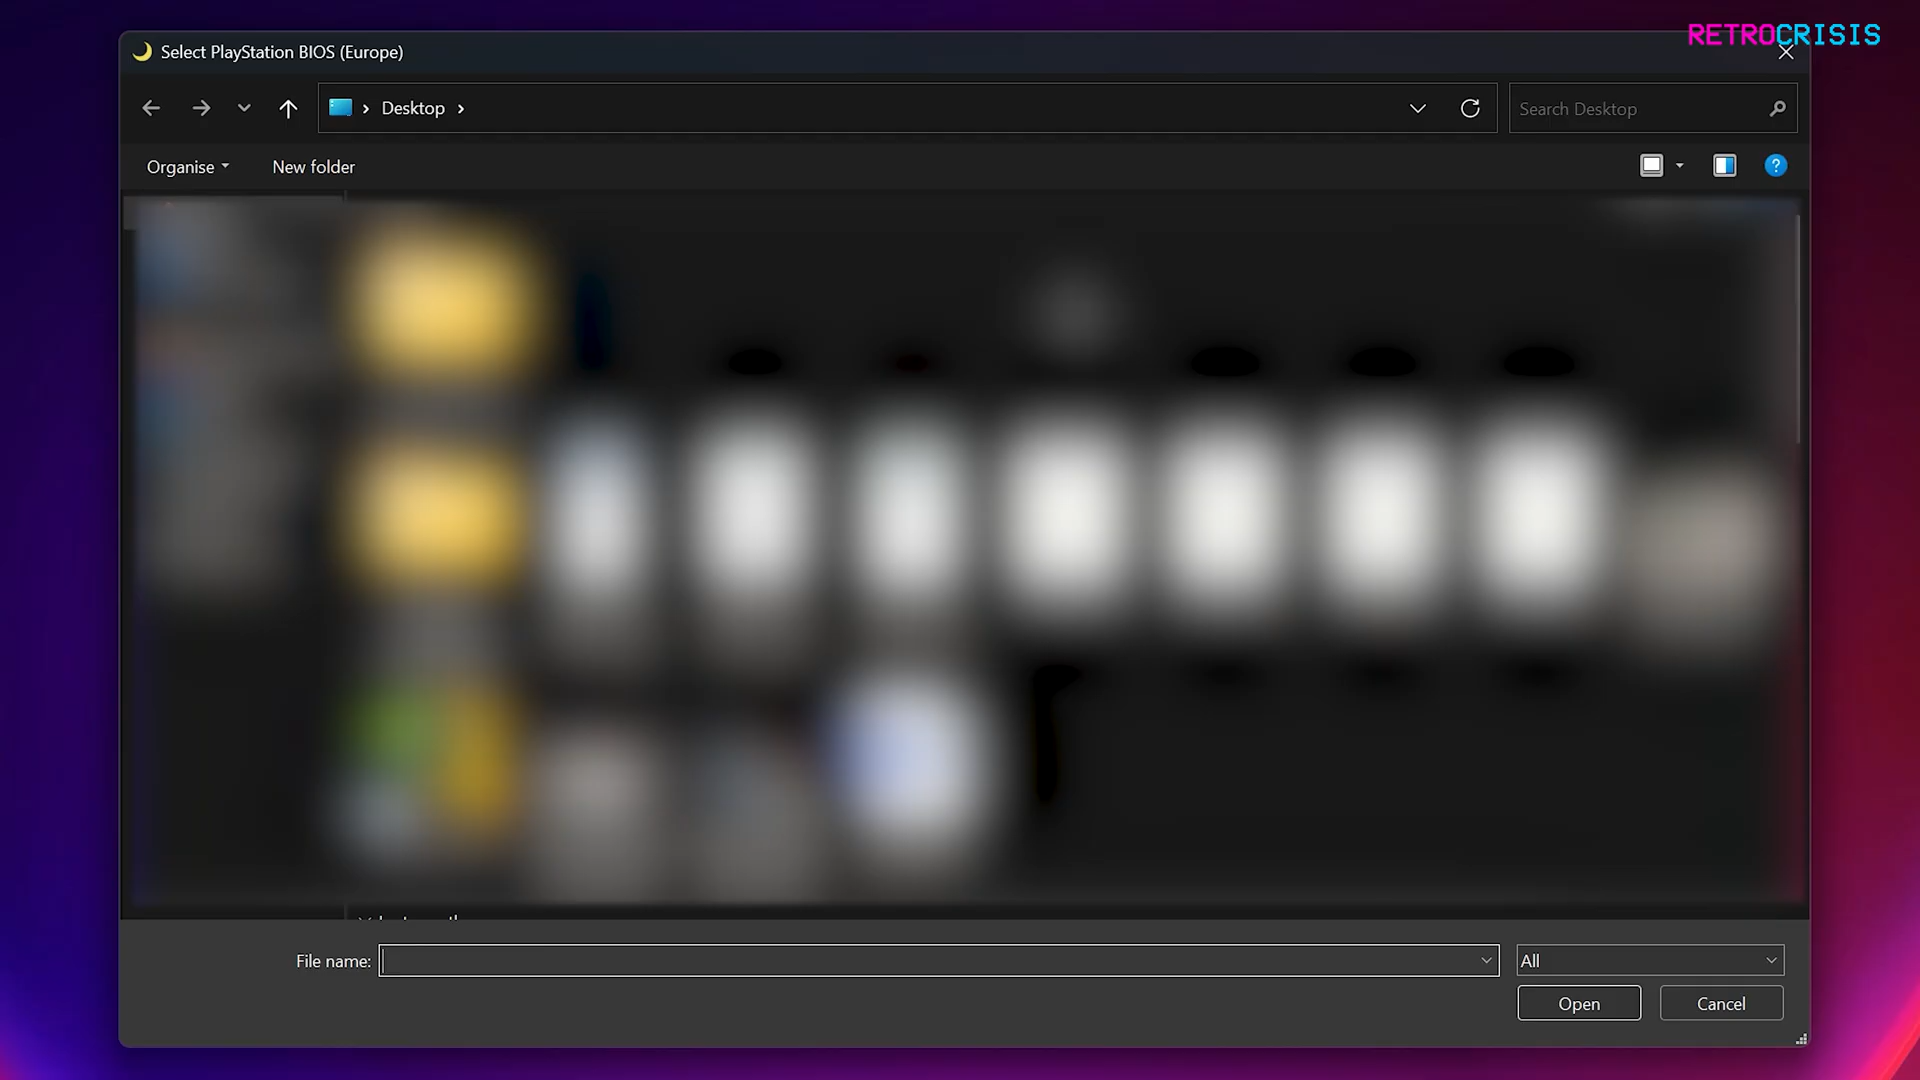 RETROCRISIS
Select PlayStation BIOS (Europe)
Desktop
Search Desktop
Organise
New folder
File name:
All
Open
Cancel